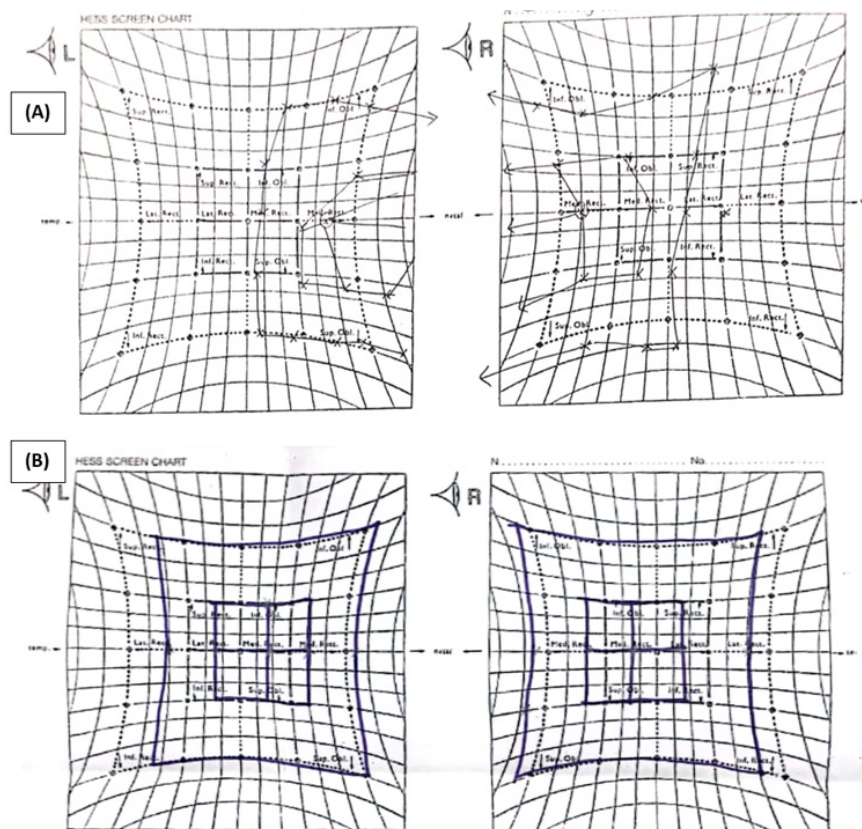 HESS SCREEN CHART
L
R
(A)
Sup. Rect.
Inf. Obl.
Inf. Obl.
Sup. Rect.
Sup. Rect. Inf. Obl.
Inf. Obl. Sup. Rect.
temp. Lat. Rect. Lat. Rect. Med. Rect. Med. Rect. nasal Med. Rect. Med. Rect. Lat. Rect. Lat. Rect.
Inf. Rect. Sup. Obl.
Sup. Obl. Inf. Rect.
Inf. Rect. Sup. Obl.
Sup. Obl. Inf. Rect.
(B)
HESS SCREEN CHART
N No.
L
R
Sup. Rect. Inf. Obl
Inf. Obl. Sup. Rect.
Sup. Rect. Inf. Obl.
Inf. Obl. Sup. Rect.
temp. Lat. Rect. Lat. Rect. Med. Rect. Med. Rect. nasal Med. Rect. Med. Rect. Rect. Lat. Rect.
Inf. Rect. Sup. Obl.
Sup. Obl. Inf. Rect.
Inf. Rect Sup. Obl.
Sup. Obl Inf. Rect.